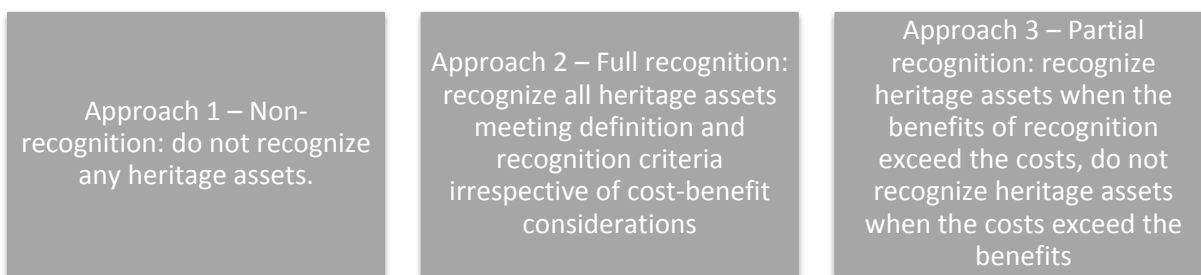 Approach 1 – Non-
recognition: do not recognize
any heritage assets.
Approach 2 – Full recognition:
recognize all heritage assets
meeting definition and
recognition criteria
irrespective of cost-benefit
considerations
Approach 3 – Partial
recognition: recognize
heritage assets when the
benefits of recognition
exceed the costs, do not
recognize heritage assets
when the costs exceed the
benefits